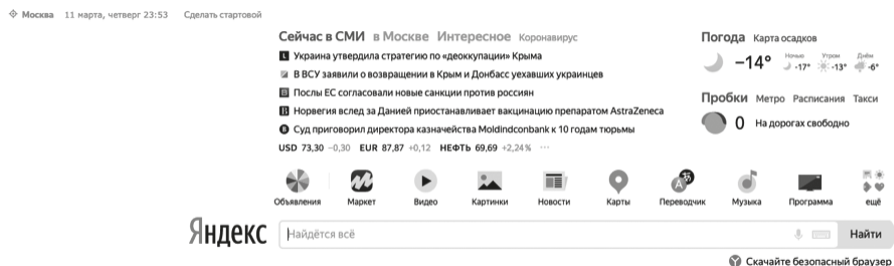 Москва 11 марта, четверг 23:53 Сделать стартовой
Сейчас в СМИ в Москве Интересное Коронавирус
Украина утвердила стратегию по «деоккупации» Крыма
В ВСУ заявили о возвращении в Крым и Донбасс уехавших украинцев
Послы ЕС согласовали новые санкции против россиян
Норвегия вслед за Данией приостанавливает вакцинацию препаратом AstraZeneca
Суд приговорил директора казначейства Moldindconbank к 10 годам тюрьмы
USD 73,30 −0,30 EUR 87,87 +0,12 НЕФТЬ 69,69 +2,24% ···
Погода Карта осадков
−14° Ночью -17° Утром -13° Днём -6°
Пробки Метро Расписания Такси
0 На дорогах свободно
Объявления Маркет Видео Картинки Новости Карты Переводчик Музыка Программа ещё
Яндекс Найдётся всё Найти
Скачайте безопасный браузер